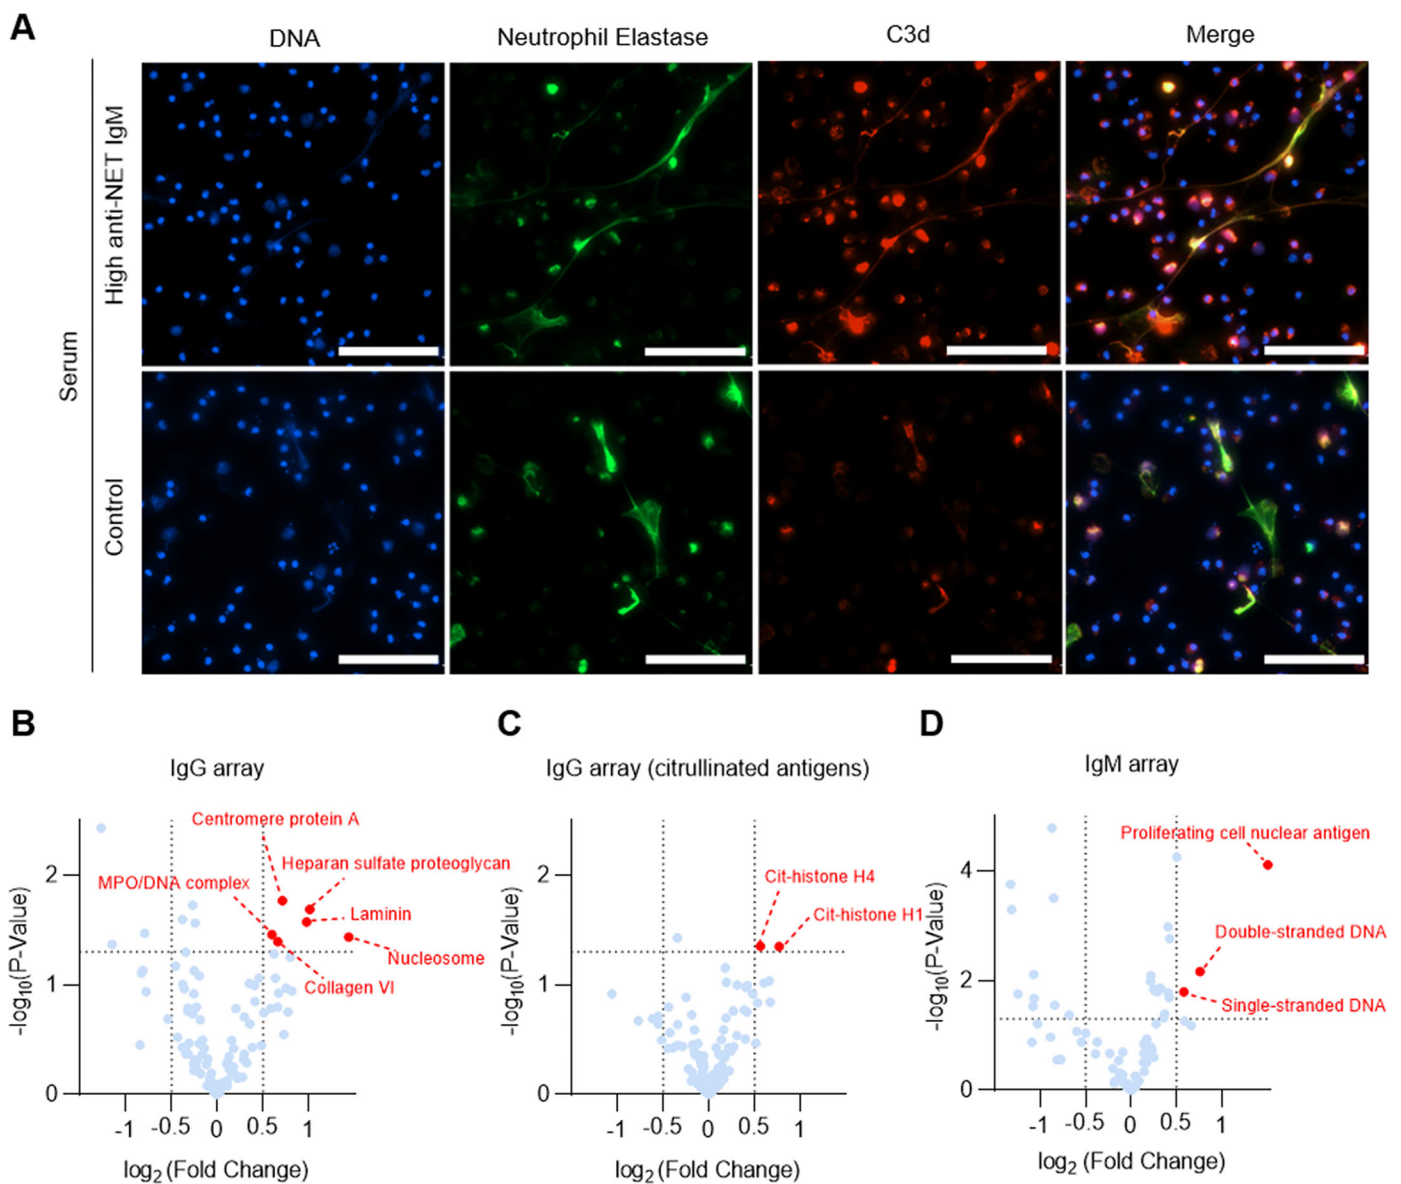 A
DNA
Neutrophil Elastase
C3d
Merge
Serum
High anti-NET IgM
Control
B
IgG array
Centromere protein A
Heparan sulfate proteoglycan
MPO/DNA complex
Laminin
Nucleosome
Collagen VI
-log10(P-Value)
2
1
0
-1
-0.5
0
0.5
1
log2 (Fold Change)
C
IgG array (citrullinated antigens)
Cit-histone H4
Cit-histone H1
-log10(P-Value)
2
1
0
-1
-0.5
0
0.5
1
log2 (Fold Change)
D
IgM array
Proliferating cell nuclear antigen
Double-stranded DNA
Single-stranded DNA
-log10(P-Value)
4
2
0
-1
-0.5
0
0.5
1
log2 (Fold Change)